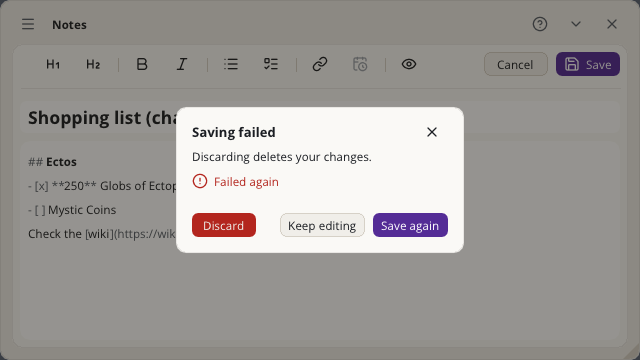 Notes
H1 H2 B I Cancel Save
Shopping list (cha
## Ectos
- [x] **250** Globs of Ectop
- [ ] Mystic Coins
Check the [wiki](https://wik
Saving failed
Discarding deletes your changes.
Failed again
Discard Keep editing Save again